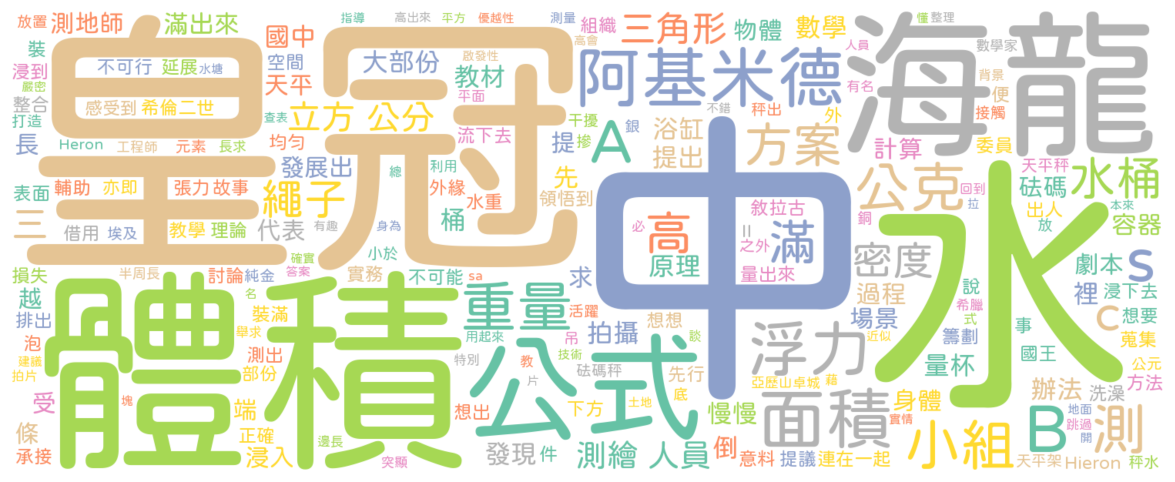 皇冠
中
水
體積
海龍
公式
阿基米德
重量
浮力
面積
公克
密度
方案
A
B
S
C
小組
測
水桶
三角形
繩子
立方 公分
高
滿
測繪 人員
原理
量杯
場景
過程
身體
辦法
計算
數學
物體
教材
大部份
國中
天平
測地師
滿出來
發展出
代表
發現
拍攝
提出
浴缸
領悟到
慢慢
桶
水重
外緣
先
提
求
倒
件
長
三
條
受
端
越
裡
劇本
容器
砝碼
浸下去
想要
蒐集
籌劃
國王
說
事
方法
洗澡
委員
出人
意料
提議
連在一起
天平架
Hieron
秤水
地面
跳過
開
實情
近似
公元
希臘
式
活躍
吊
想想
談
技術
砝碼秤
先行
底
下方
土地
亞歷山卓城
藉
特別
教
片
用起來
sa
不可能
實務
小於
身為
利用
總
有趣
確實
答案
名
舉求
半周長
討論
純金
裝滿
測出
部份
正確
浸入
邊長
突顯
想出
塊
損失
排出
泡
建議
拍片
承接
借用
埃及
教學
理論
表面
輔助
亦即
張力
故事
Heron
工程師
元素
長求
均勻
查表
打造
整合
感受到
希倫二世
嚴密
浸到
裝
放置
不可行
延展
水塘
空間
指導
高出來
平方
優越性
測量
組織
高會
啟發性
平面
流下去
干擾
摻
銀
不錯
秤出
外
有名
人員
懂
整理
數學家
背景
便
接觸
天平秤
回到
拉
銅
本來
放
敘拉古
II
之外
量出來
必